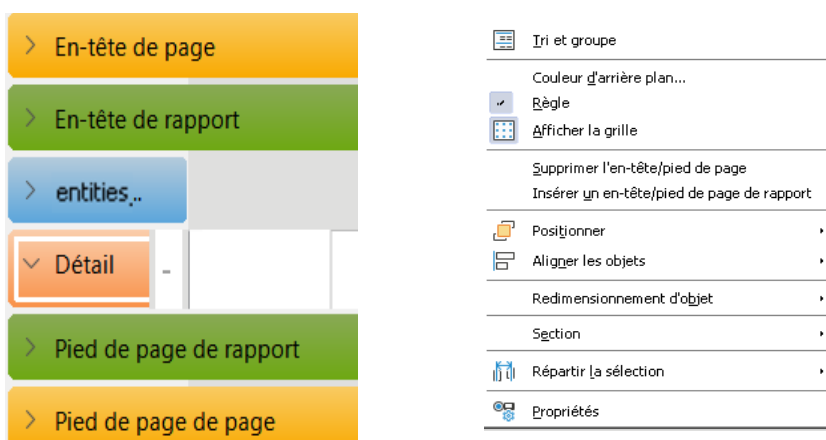 En-tête de page
En-tête de rapport
entities...
Détail
Pied de page de rapport
Pied de page de page
Tri et groupe
Couleur d'arrière plan...
Règle
Afficher la grille
Supprimer l'en-tête/pied de page
Insérer un en-tête/pied de page de rapport
Positionner
Aligner les objets
Redimensionnement d'objet
Section
Répartir la sélection
Propriétés